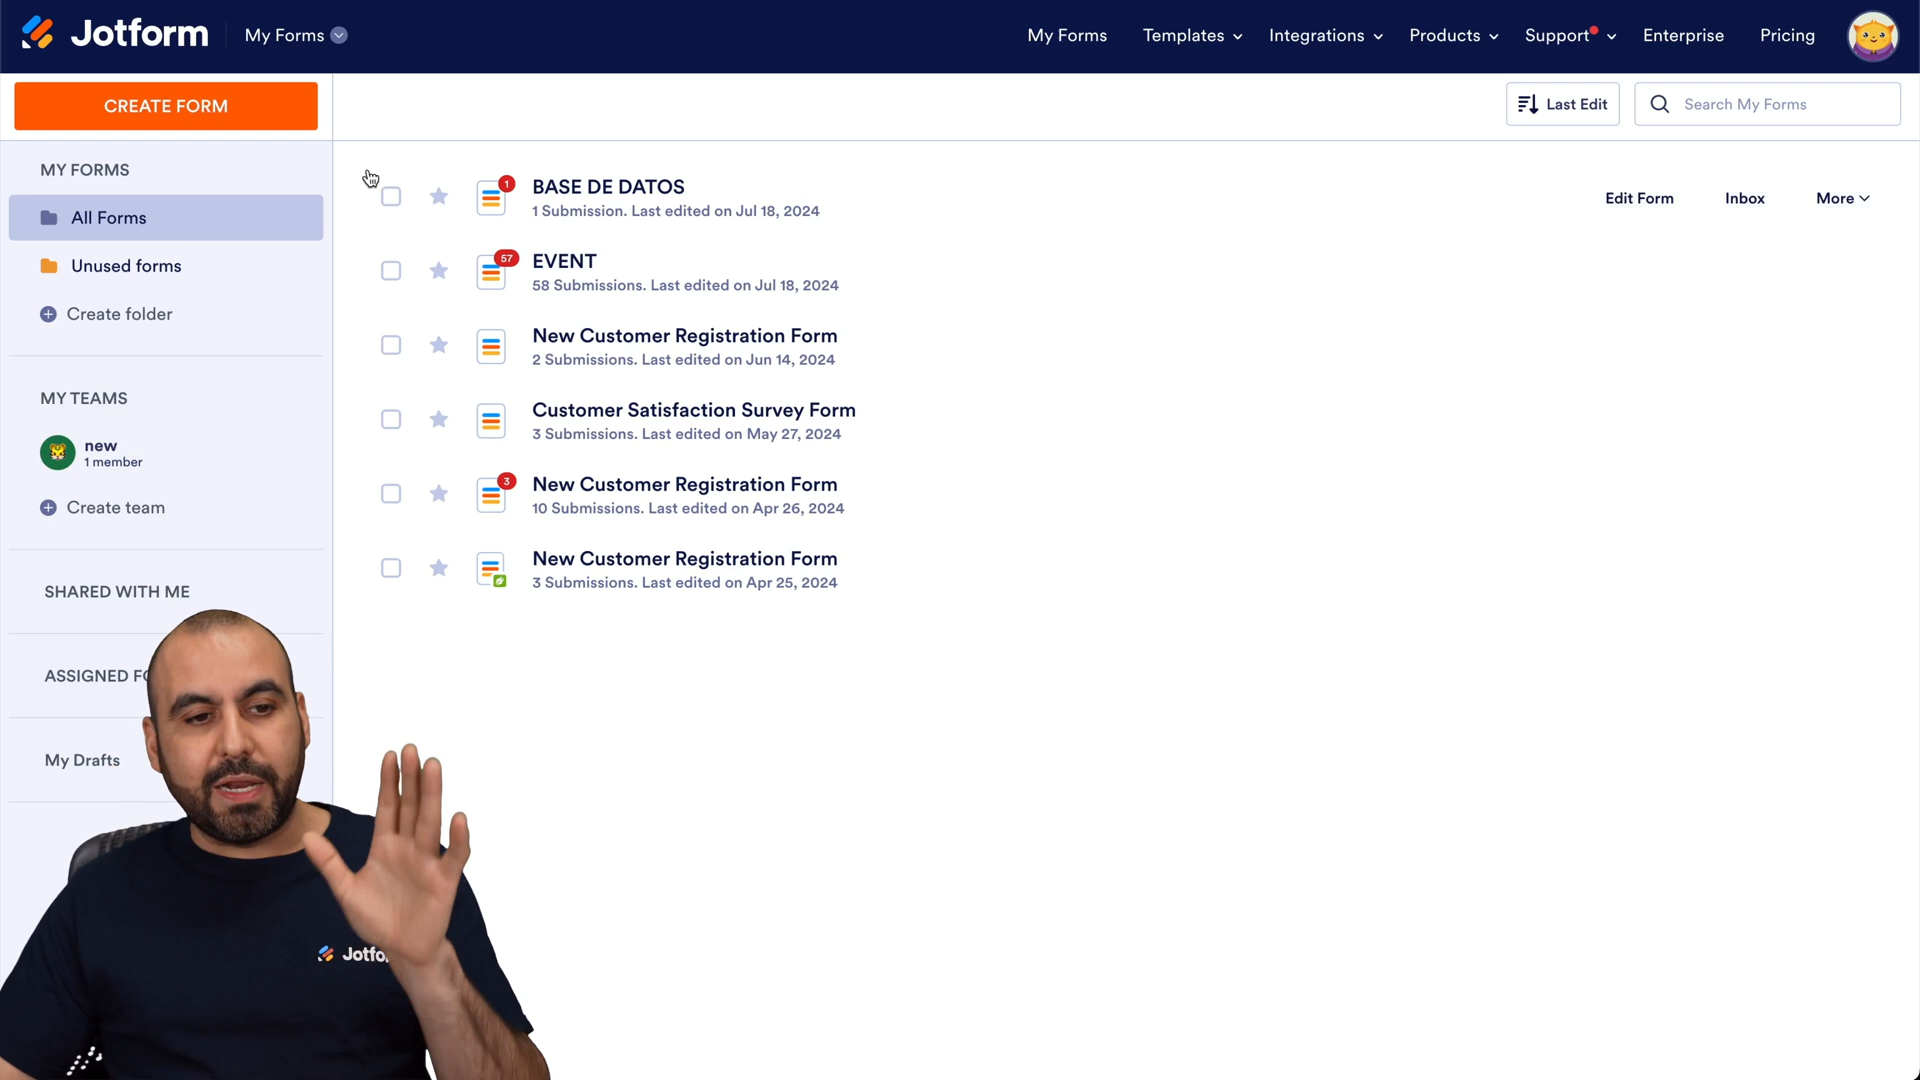 Jotform
My Forms
My Forms
Templates
Integrations
Products
Support
Enterprise
Pricing
CREATE FORM
Last Edit
Search My Forms
MY FORMS
All Forms
Unused forms
Create folder
MY TEAMS
new
1 member
Create team
SHARED WITH ME
ASSIGNED
My Drafts
1
BASE DE DATOS
1 Submission. Last edited on Jul 18, 2024
Edit Form
Inbox
More
57
EVENT
58 Submissions. Last edited on Jul 18, 2024
New Customer Registration Form
2 Submissions. Last edited on Jun 14, 2024
Customer Satisfaction Survey Form
3 Submissions. Last edited on May 27, 2024
3
New Customer Registration Form
10 Submissions. Last edited on Apr 26, 2024
New Customer Registration Form
3 Submissions. Last edited on Apr 25, 2024